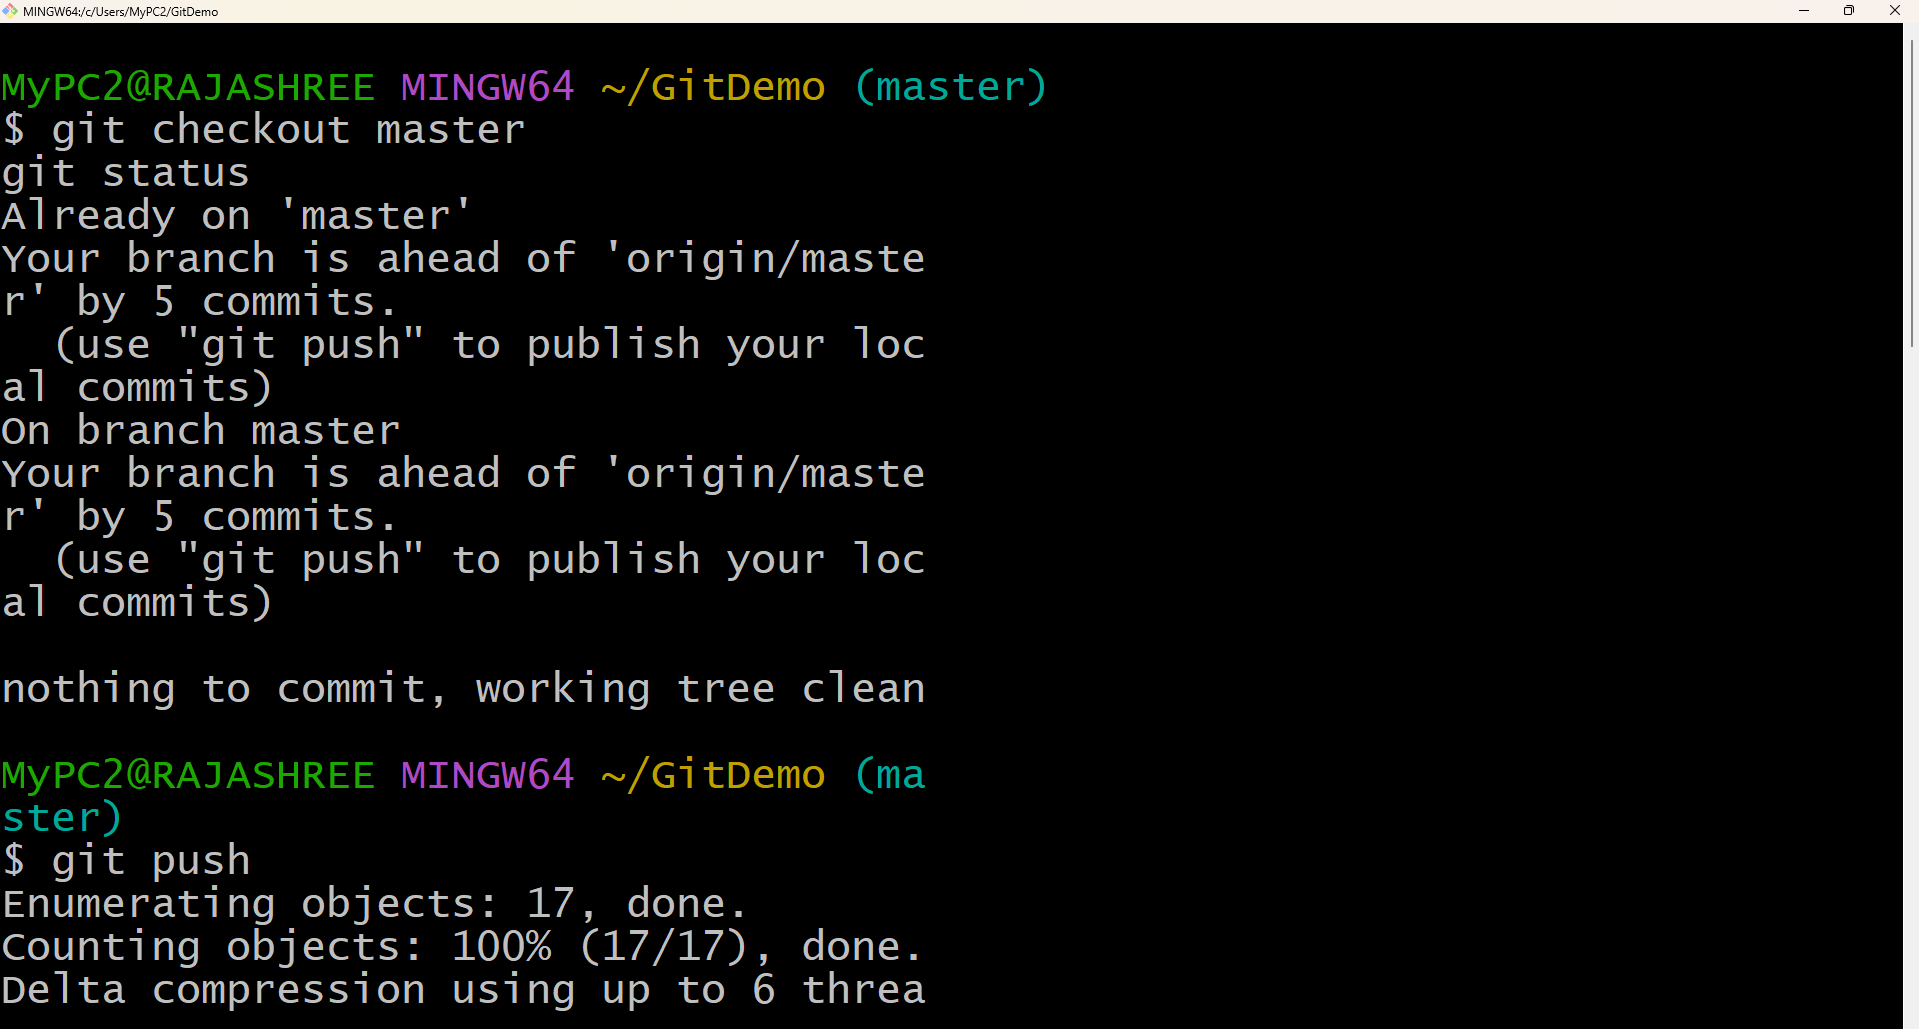 MINGW64:/c/Users/MyPC2/GitDemo
MyPC2@RAJASHREE MINGW64 ~/GitDemo (master)
$ git checkout master
git status
Already on 'master'
Your branch is ahead of 'origin/maste
r' by 5 commits.
  (use "git push" to publish your loc
al commits)
On branch master
Your branch is ahead of 'origin/maste
r' by 5 commits.
  (use "git push" to publish your loc
al commits)
nothing to commit, working tree clean
MyPC2@RAJASHREE MINGW64 ~/GitDemo (ma
ster)
$ git push
Enumerating objects: 17, done.
Counting objects: 100% (17/17), done.
Delta compression using up to 6 threa